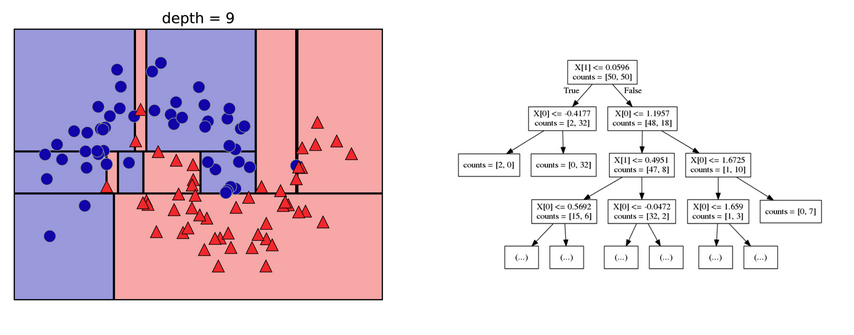 depth = 9
X[1] <= 0.0596
counts = [50, 50]
True
False
X[0] <= -0.4177
counts = [2, 32]
X[0] <= 1.1957
counts = [48, 18]
counts = [2, 0]
counts = [0, 32]
X[1] <= 0.4951
counts = [47, 8]
X[0] <= 1.6725
counts = [1, 10]
X[0] <= 0.5692
counts = [15, 6]
X[0] <= -0.0472
counts = [32, 2]
X[0] <= 1.659
counts = [1, 3]
counts = [0, 7]
(...)
(...)
(...)
(...)
(...)
(...)